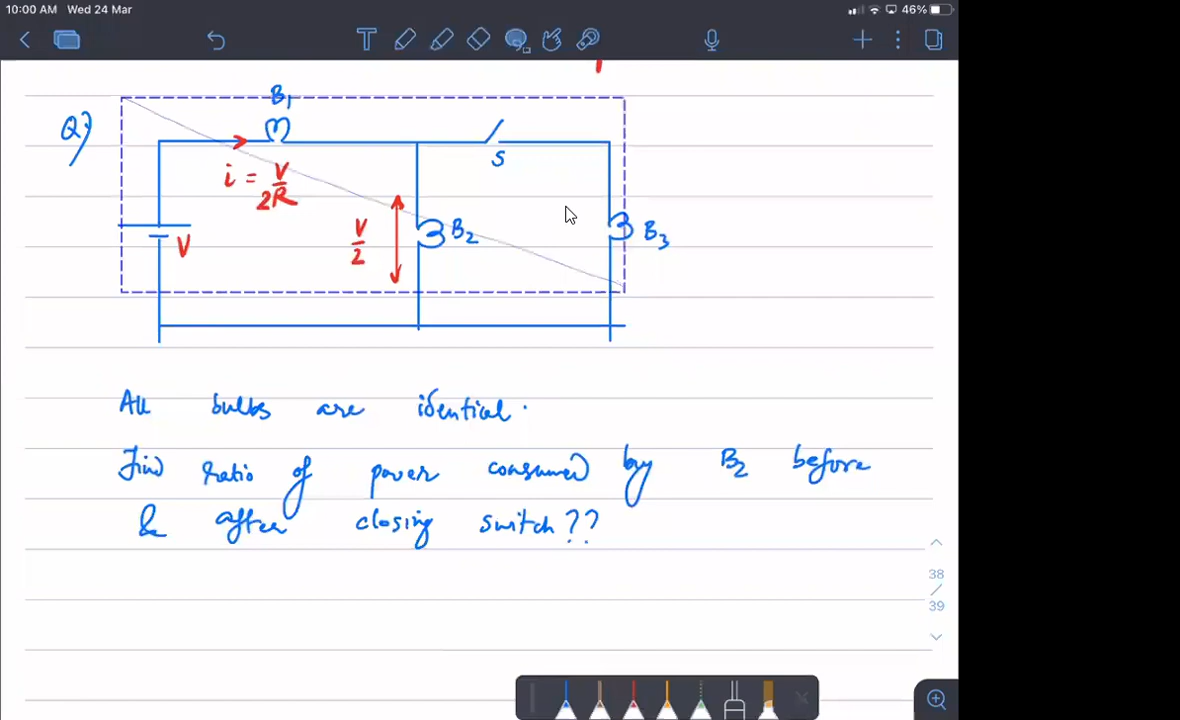 10:00 AM Wed 24 Mar
46%
Q)
B1
S
i = V/2R
V
V/2
B2
B3
All bulbs are identical.
Find ratio of power consumed by B2 before
& after closing switch??
38
/
39